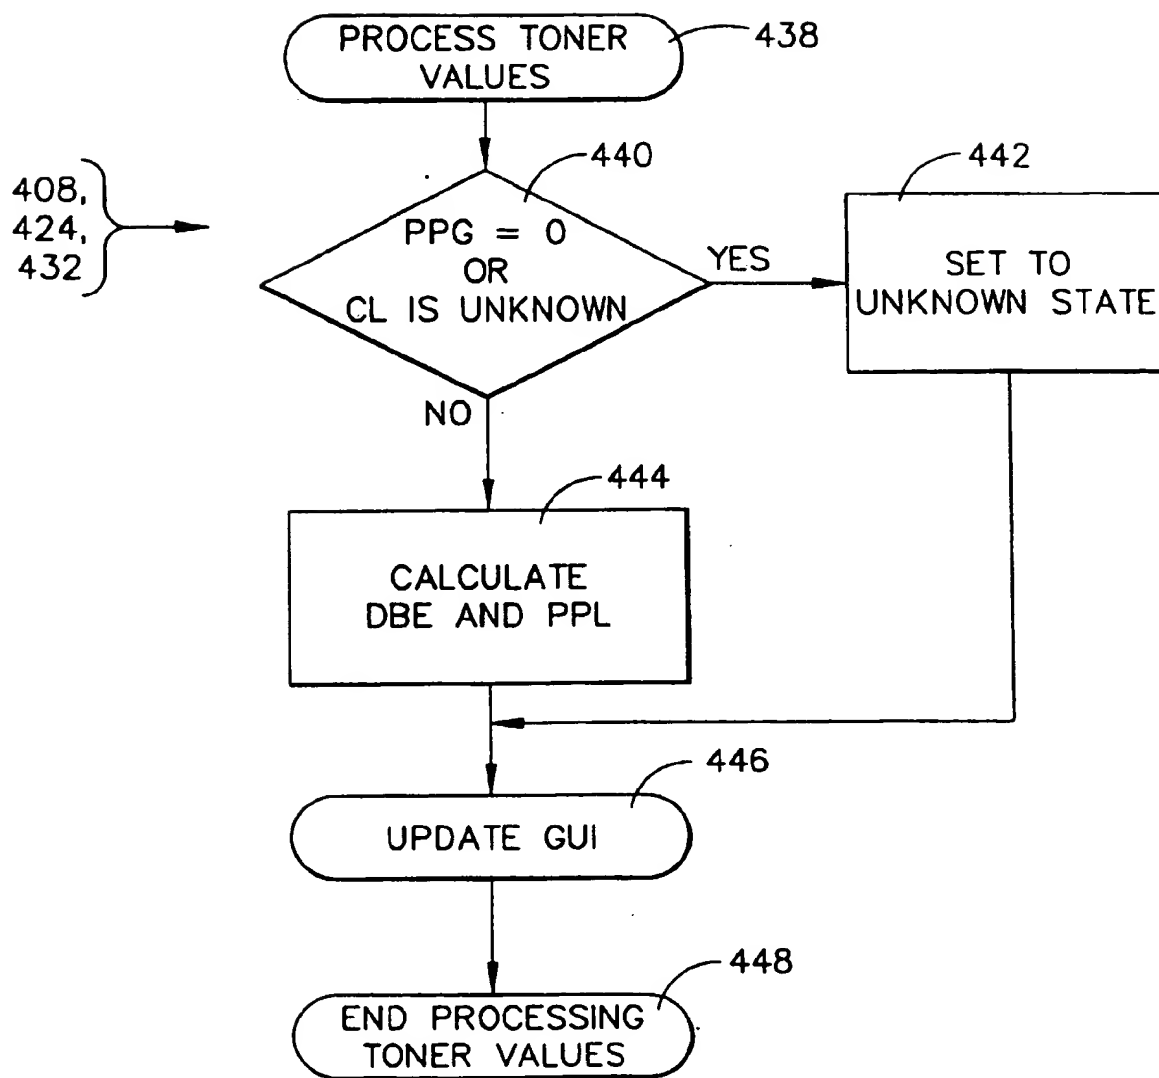 PROCESS TONER
VALUES
438
408,
424,
432
440
PPG = 0
OR
CL IS UNKNOWN
YES
442
SET TO
UNKNOWN STATE
NO
444
CALCULATE
DBE AND PPL
446
UPDATE GUI
448
END PROCESSING
TONER VALUES